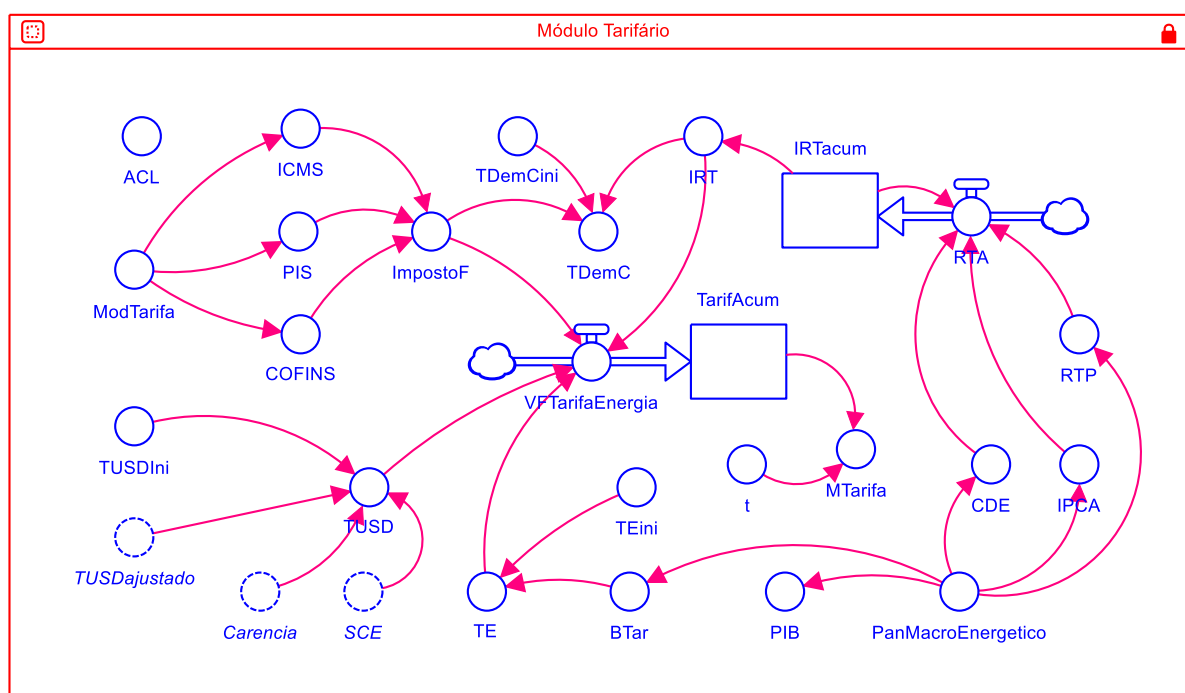 Módulo Tarifário
ACL
ICMS
TDemCini
IRT
IRTacum
ModTarifa
PIS
ImpostoF
TDemC
RTA
COFINS
TarifAcum
RTP
VFTarifaEnergia
TUSDIni
TUSD
TEini
t
MTarifa
CDE
IPCA
TUSDajustado
Carencia
SCE
TE
BTar
PIB
PanMacroEnergetico